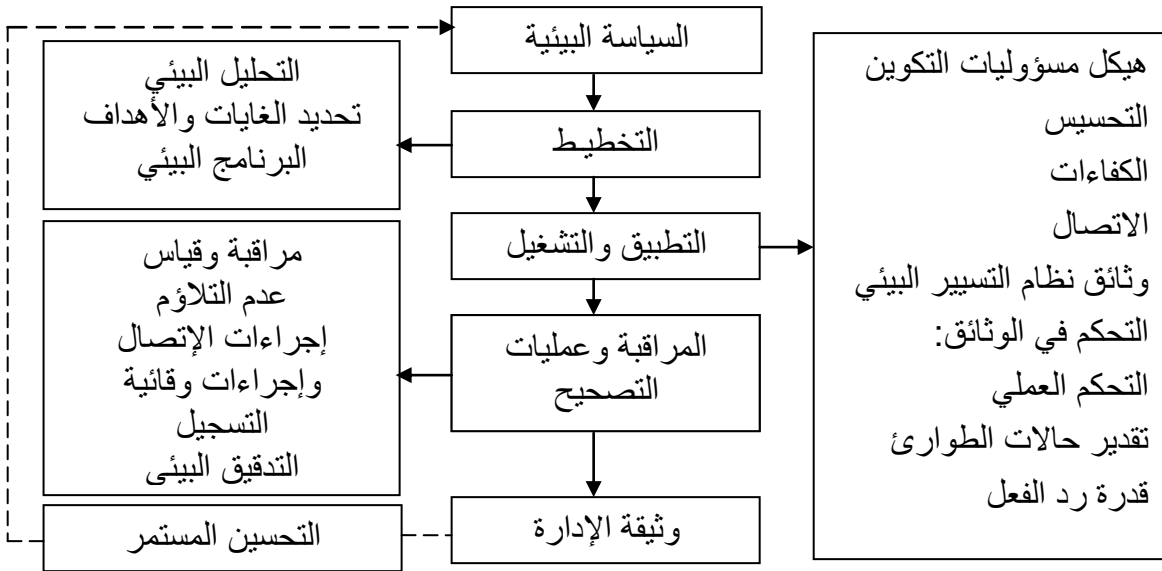 السياسة البيئية
التخطيـط
التطبيق والتشغيل
المراقبة وعمليات
التصحيح
وثيقة الإدارة
هيكل مسؤوليات التكوين
التحسيس
الكفاءات
الاتصال
وثائق نظام التسيير البيئي
التحكم في الوثائق:
التحكم العملي
تقدير حالات الطوارئ
قدرة رد الفعل
التحليل البيئي
تحديد الغايات والأهداف
البرنامج البيئي
مراقبة وقياس
عدم التلاؤم
إجراءات الإتصال
وإجراءات وقائية
التسجيل
التدقيق البيئى
التحسين المستمر